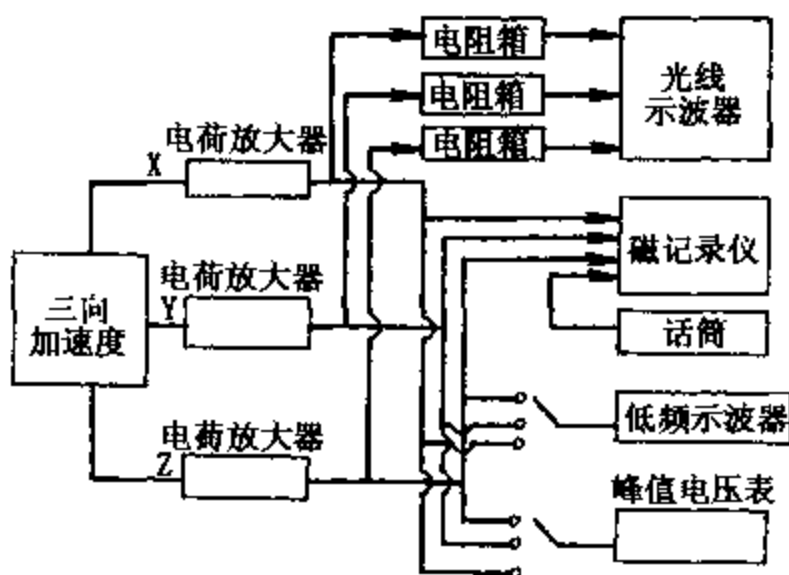 电阻箱
光线
示波器
电阻箱
电阻箱
电荷放大器
X
磁记录仪
电荷放大器
三向
加速度
Y
话筒
低频示波器
电荷放大器
Z
峰值电压表